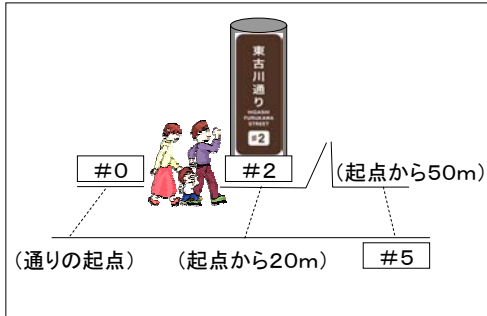 東古川通り
HIGASHI
FURUKAWA
STREET
#2
#0
#2
(起点から50m)
(通りの起点)
(起点から20m)
#5